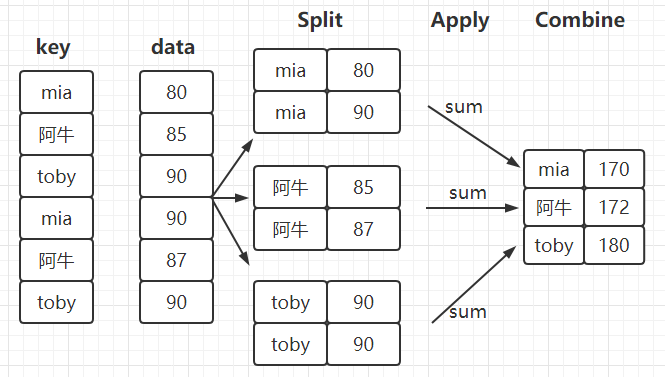 Split Apply Combine
key data
mia 80
阿牛 85
toby 90
mia 90
阿牛 87
toby 90
mia 80
mia 90
阿牛 85
阿牛 87
toby 90
toby 90
sum
sum
sum
mia 170
阿牛 172
toby 180